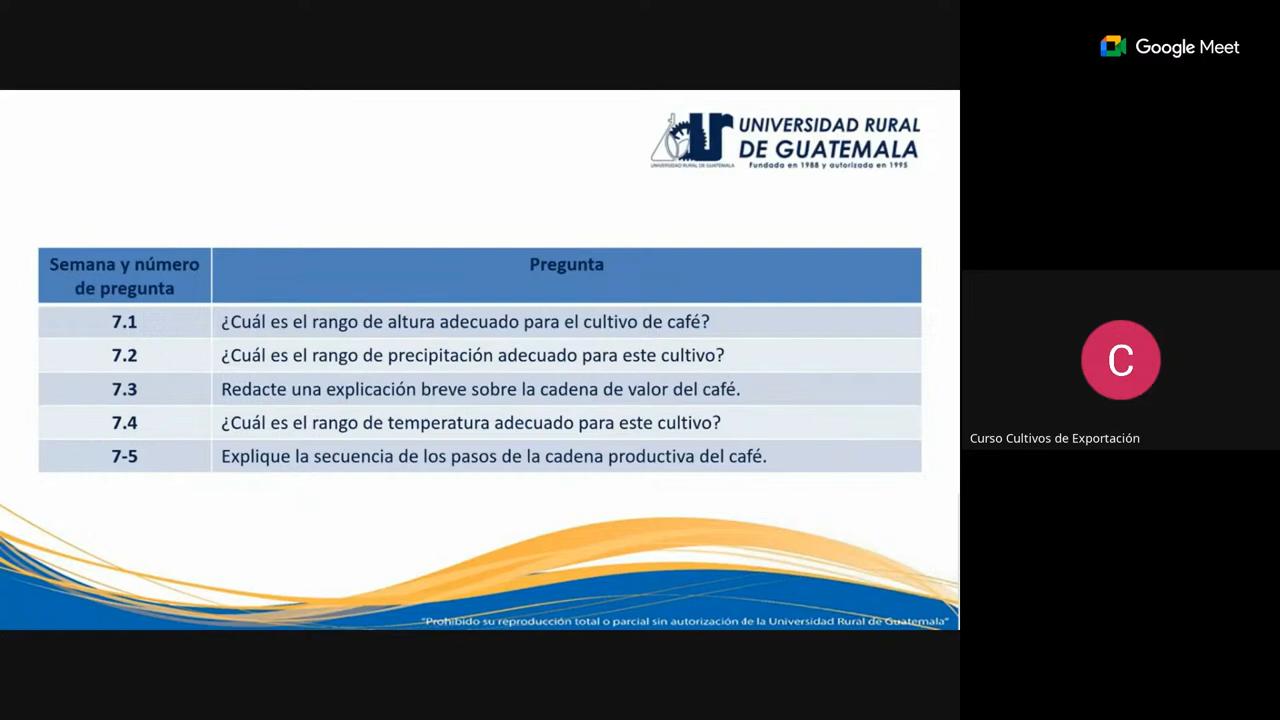 Google Meet
UNIVERSIDAD RURAL
DE GUATEMALA
UNIVERSIDAD RURAL DE GUATEMALA
Fundada en 1988 y autorizada en 1995
Semana y número de pregunta
Pregunta
7.1 ¿Cuál es el rango de altura adecuado para el cultivo de café?
7.2 ¿Cuál es el rango de precipitación adecuado para este cultivo?
7.3 Redacte una explicación breve sobre la cadena de valor del café.
7.4 ¿Cuál es el rango de temperatura adecuado para este cultivo?
7-5 Explique la secuencia de los pasos de la cadena productiva del café.
"Prohibido su reproducción total o parcial sin autorización de la Universidad Rural de Guatemala"
C
Curso Cultivos de Exportación